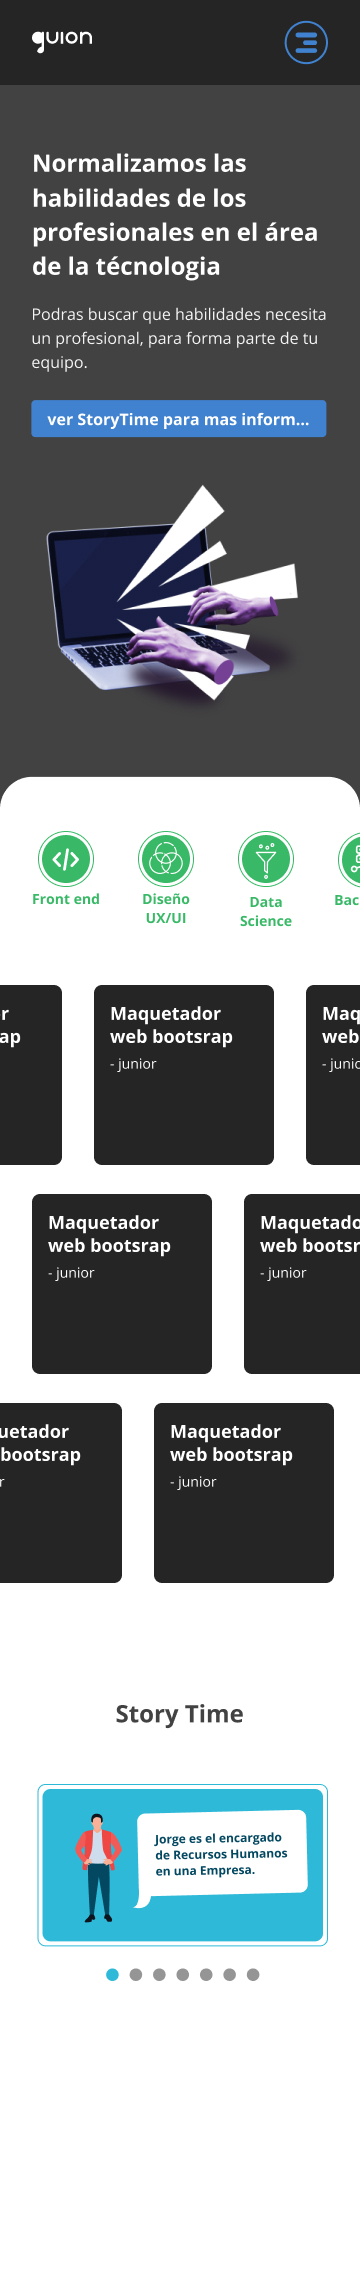 guion
Normalizamos las
habilidades de los
profesionales en el área
de la técnologia
Podras buscar que habilidades necesita
un profesional, para forma parte de tu
equipo.
ver StoryTime para mas inform...
Front end
Diseño
UX/UI
Data
Science
Bac
r
ap
Maquetador
web bootsrap
- junior
Maq
web
- junio
Maquetador
web bootsrap
- junior
Maquetado
web bootsr
- junior
uetador
bootsrap
r
Maquetador
web bootsrap
- junior
Story Time
Jorge es el encargado
de Recursos Humanos
en una Empresa.